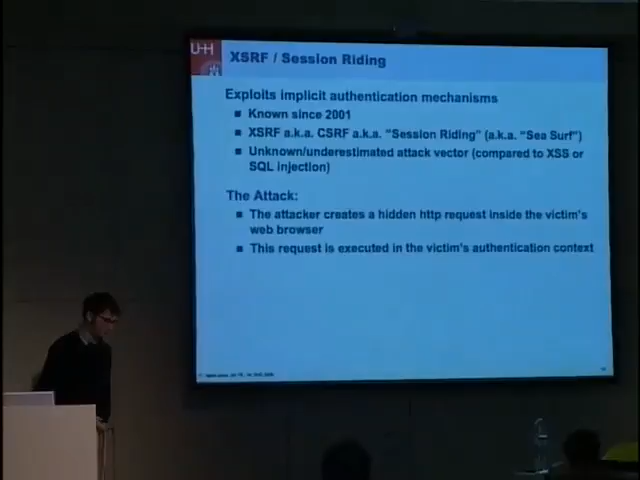 UH
XSRF / Session Riding
Exploits implicit authentication mechanisms
■ Known since 2001
■ XSRF a.k.a. CSRF a.k.a. "Session Riding" (a.k.a. "Sea Surf")
■ Unknown/underestimated attack vector (compared to XSS or
SQL injection)
The Attack:
■ The attacker creates a hidden http request inside the victim's
web browser
■ This request is executed in the victim's authentication context